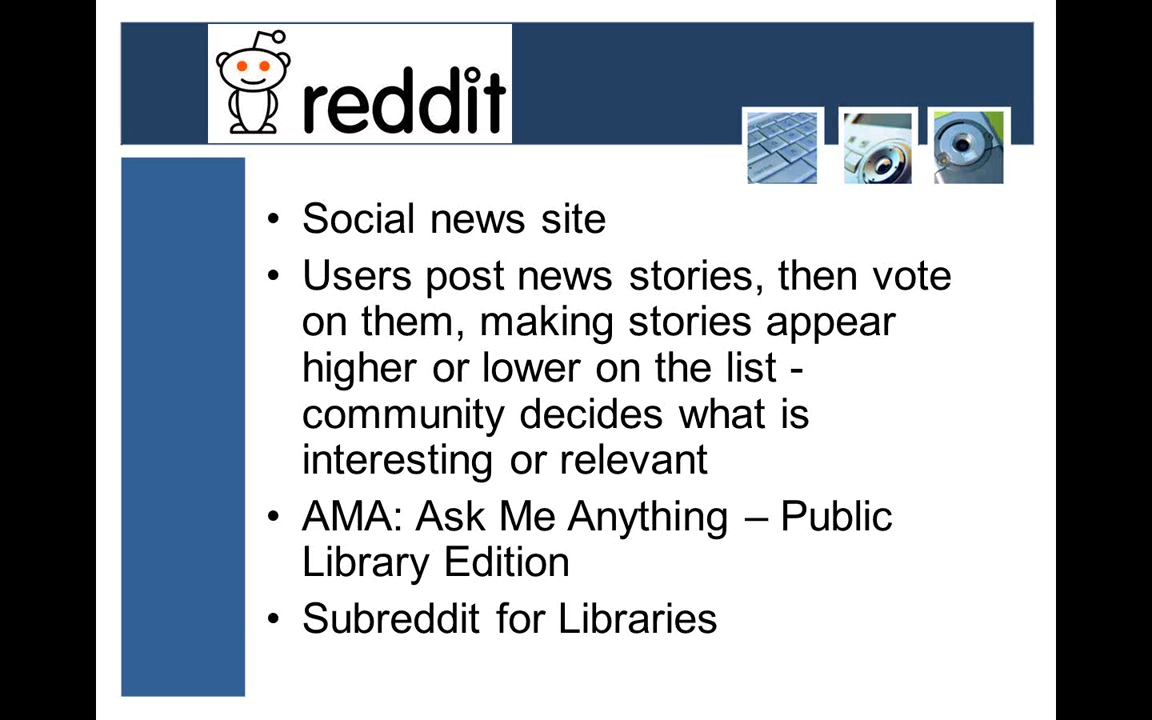 reddit
• Social news site
• Users post news stories, then vote
on them, making stories appear
higher or lower on the list -
community decides what is
interesting or relevant
• AMA: Ask Me Anything – Public
Library Edition
• Subreddit for Libraries